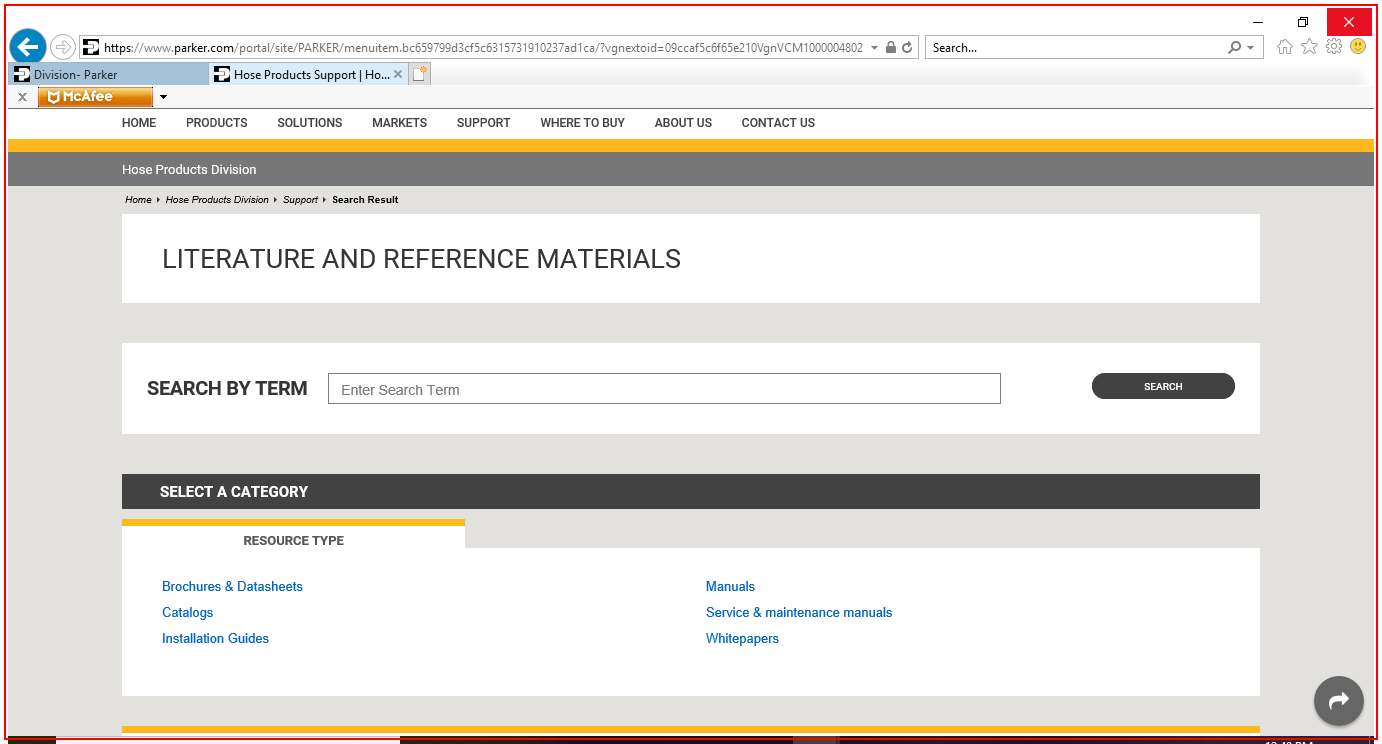 https://www.parker.com/portal/site/PARKER/menuitem.bc659799d3cf5c6315731910237ad1ca/?vgnextoid=09ccaf5c6f65e210VgnVCM1000004802
Search...
Division- Parker
Hose Products Support | Ho...
x McAfee
HOME PRODUCTS SOLUTIONS MARKETS SUPPORT WHERE TO BUY ABOUT US CONTACT US
Hose Products Division
Home Hose Products Division Support Search Result
LITERATURE AND REFERENCE MATERIALS
SEARCH BY TERM Enter Search Term SEARCH
SELECT A CATEGORY
RESOURCE TYPE
Brochures & Datasheets
Catalogs
Installation Guides
Manuals
Service & maintenance manuals
Whitepapers